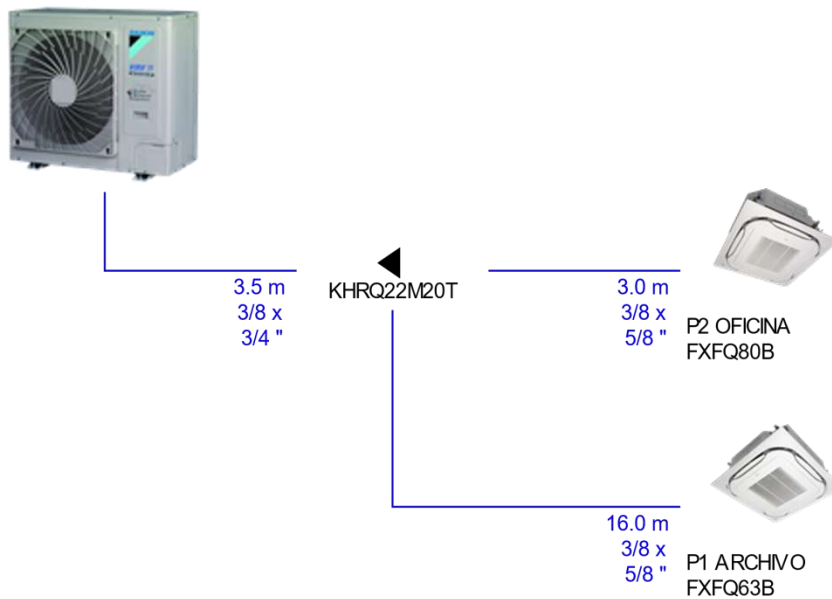 DAIKIN
3.5 m
3/8 x
3/4 "
KHRQ22M20T
3.0 m
3/8 x
5/8 "
P2 OFICINA
FXFQ80B
16.0 m
3/8 x
5/8 "
P1 ARCHIVO
FXFQ63B